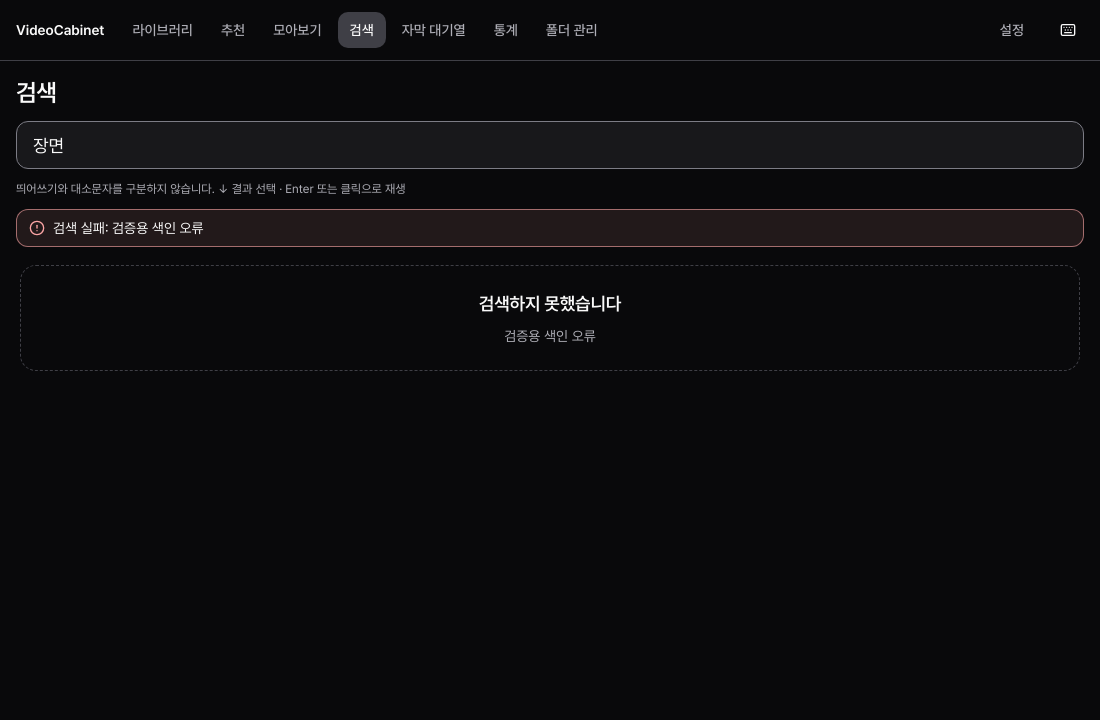 VideoCabinet 라이브러리 추천 모아보기 검색 자막 대기열 통계 폴더 관리 설정
검색
장면
띄어쓰기와 대소문자를 구분하지 않습니다. ↓ 결과 선택 · Enter 또는 클릭으로 재생
검색 실패: 검증용 색인 오류
검색하지 못했습니다
검증용 색인 오류